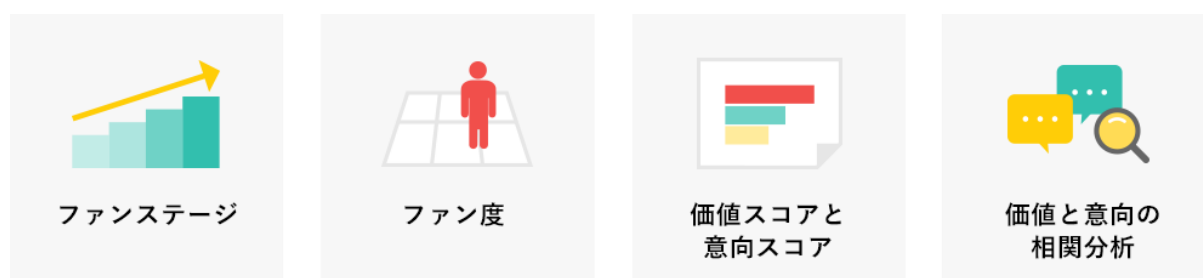 ファンステージ
ファン度
価値スコアと
意向スコア
価値と意向の
相関分析